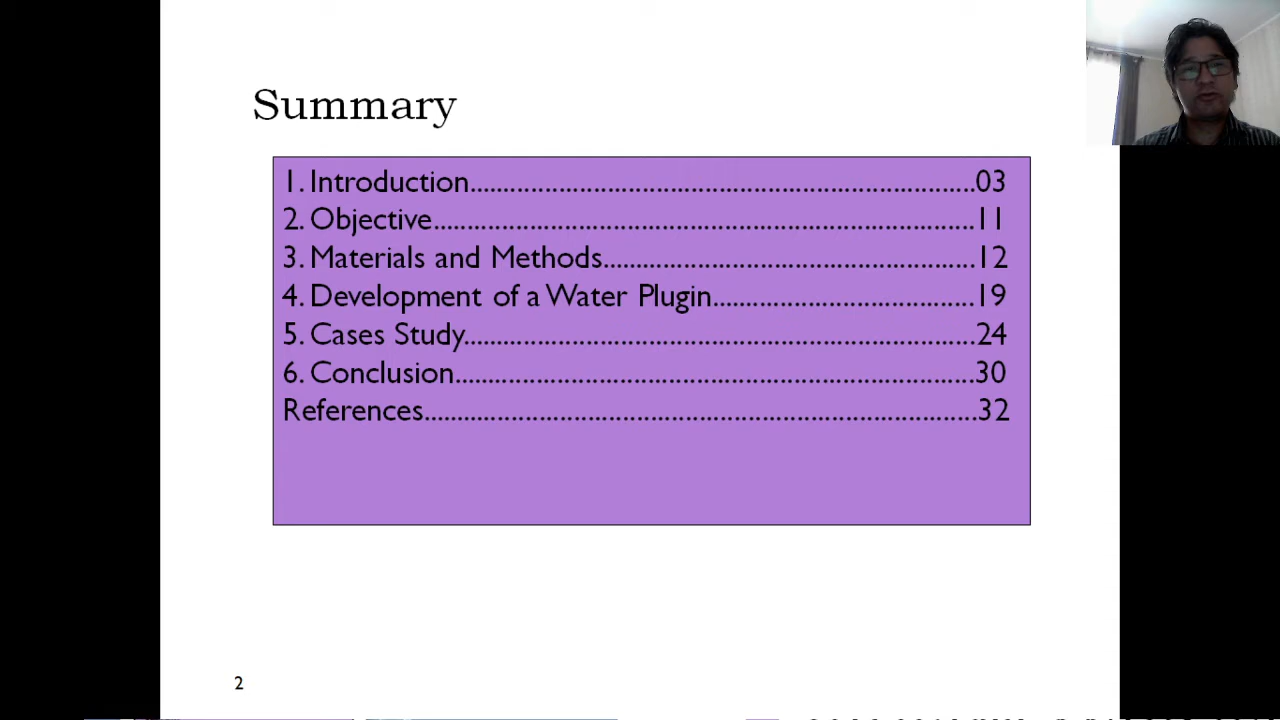 Summary
1. Introduction............................................................................03
2. Objective.................................................................................11
3. Materials and Methods........................................................12
4. Development of a Water Plugin.......................................19
5. Cases Study.............................................................................24
6. Conclusion..............................................................................30
References...................................................................................32
2